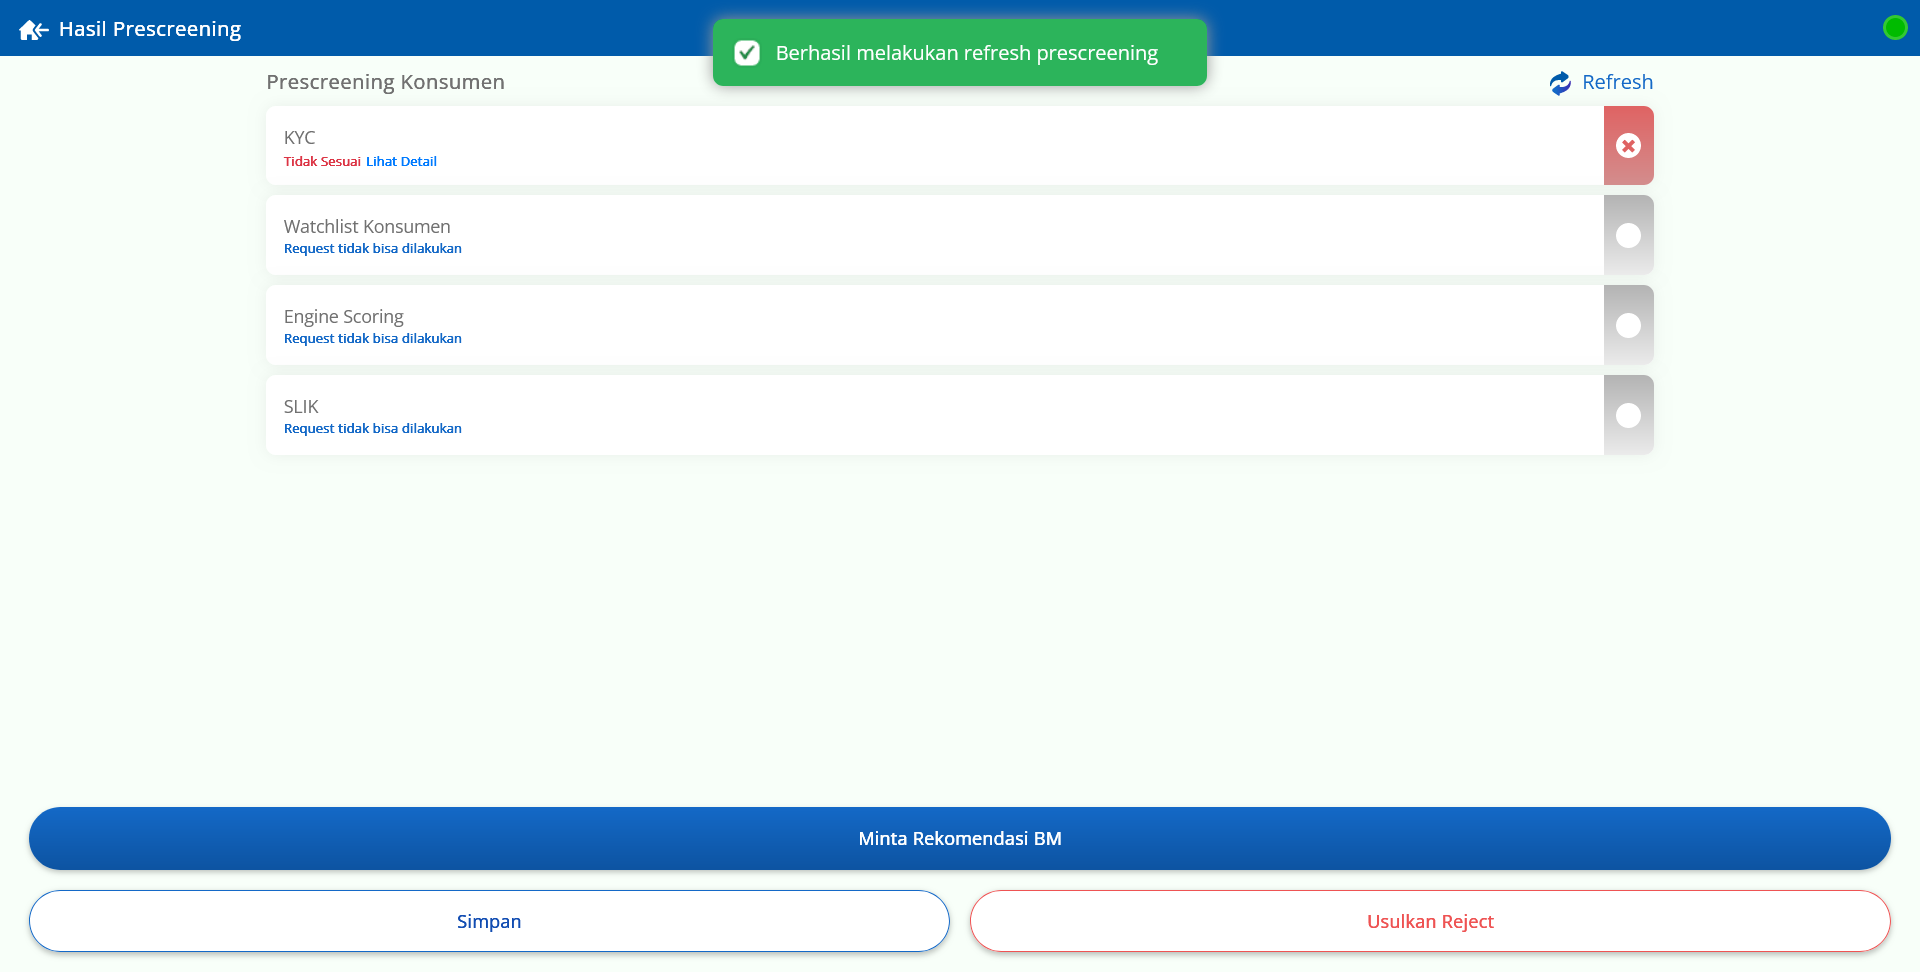 Hasil Prescreening
Berhasil melakukan refresh prescreening
Prescreening Konsumen
Refresh
KYC
Tidak Sesuai Lihat Detail
Watchlist Konsumen
Request tidak bisa dilakukan
Engine Scoring
Request tidak bisa dilakukan
SLIK
Request tidak bisa dilakukan
Minta Rekomendasi BM
Simpan
Usulkan Reject